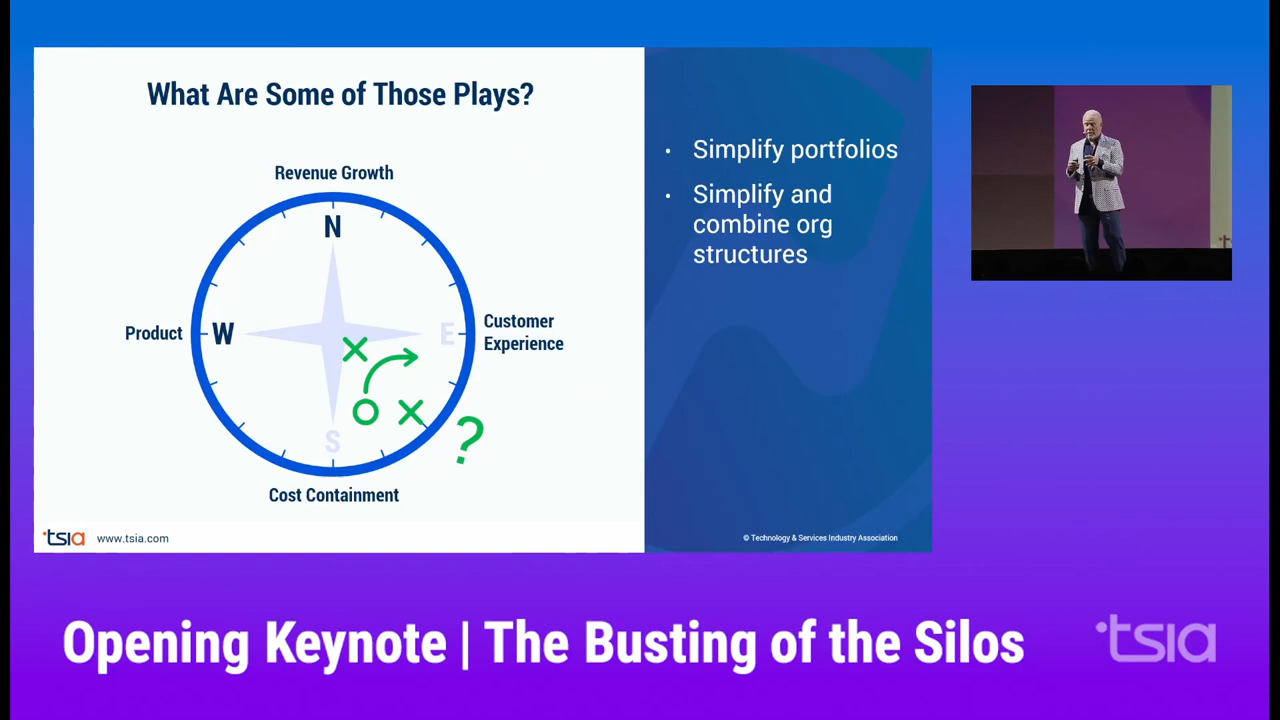 What Are Some of Those Plays?
Revenue Growth
N
Product
W
E
Customer
Experience
S
?
Cost Containment
tsia
www.tsia.com
• Simplify portfolios
• Simplify and
combine org
structures
© Technology & Services Industry Association
Opening Keynote | The Busting of the Silos
tsia